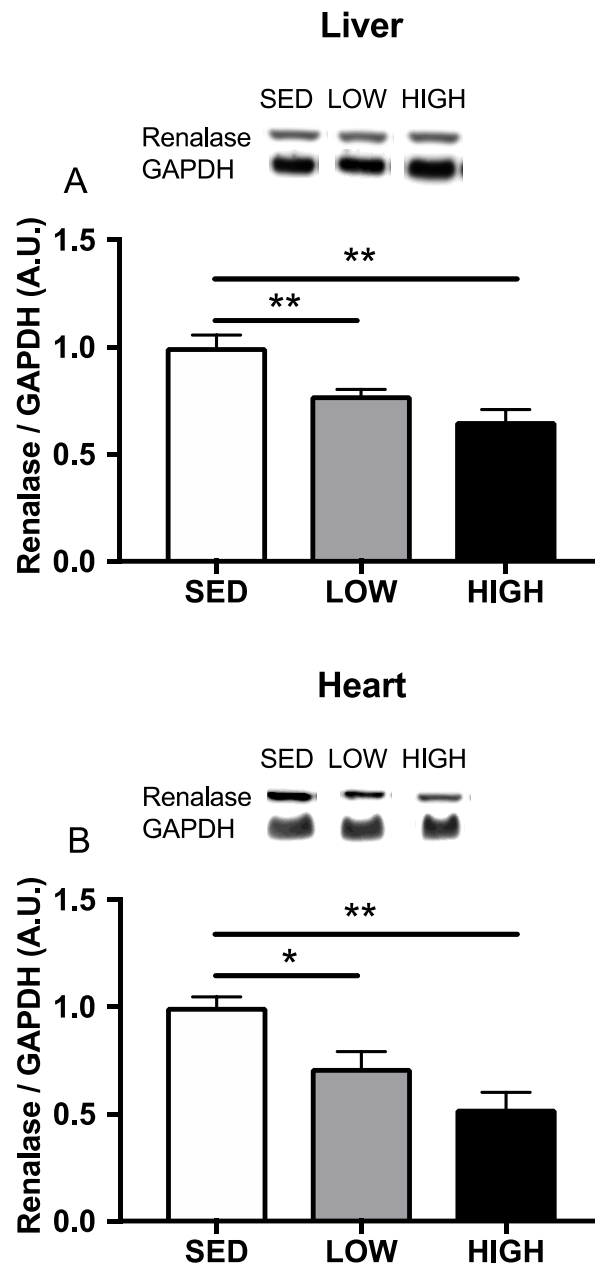 Liver
SED LOW HIGH
Renalase
GAPDH
A
Renalase / GAPDH (A.U.)
1.5
1.0
0.5
0.0
**
**
SED LOW HIGH
Heart
SED LOW HIGH
Renalase
GAPDH
B
Renalase / GAPDH (A.U.)
1.5
1.0
0.5
0.0
**
*
SED LOW HIGH